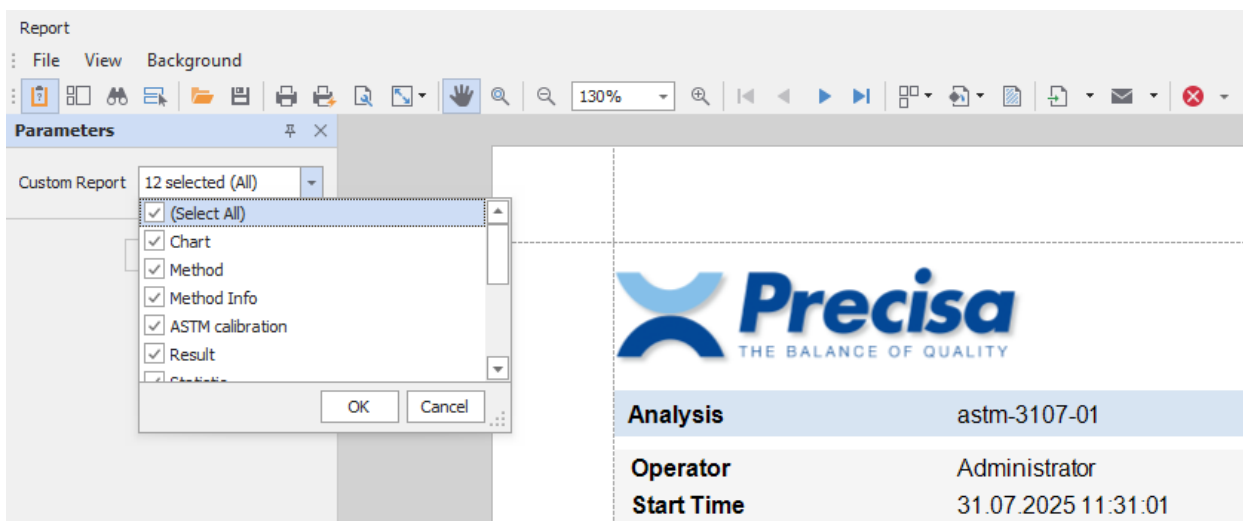 Report
File View Background
130%
Parameters
Custom Report 12 selected (All)
(Select All)
Chart
Method
Method Info
ASTM calibration
Result
Statistic
OK Cancel
Precisa
THE BALANCE OF QUALITY
Analysis astm-3107-01
Operator Administrator
Start Time 31.07.2025 11:31:01